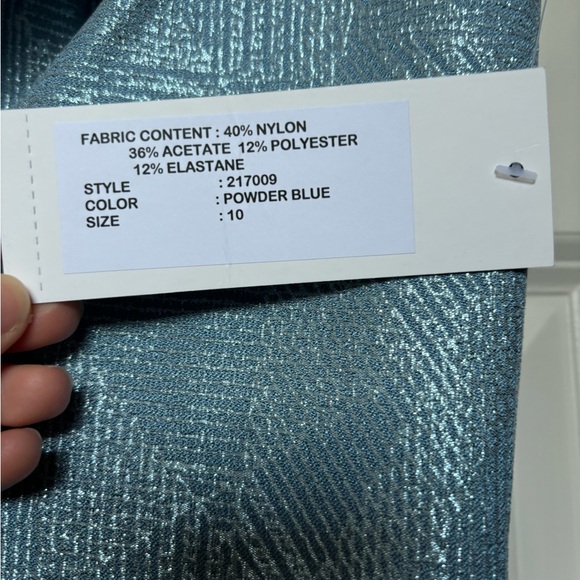 FABRIC CONTENT : 40% NYLON
36% ACETATE 12% POLYESTER
12% ELASTANE
STYLE : 217009
COLOR : POWDER BLUE
SIZE : 10